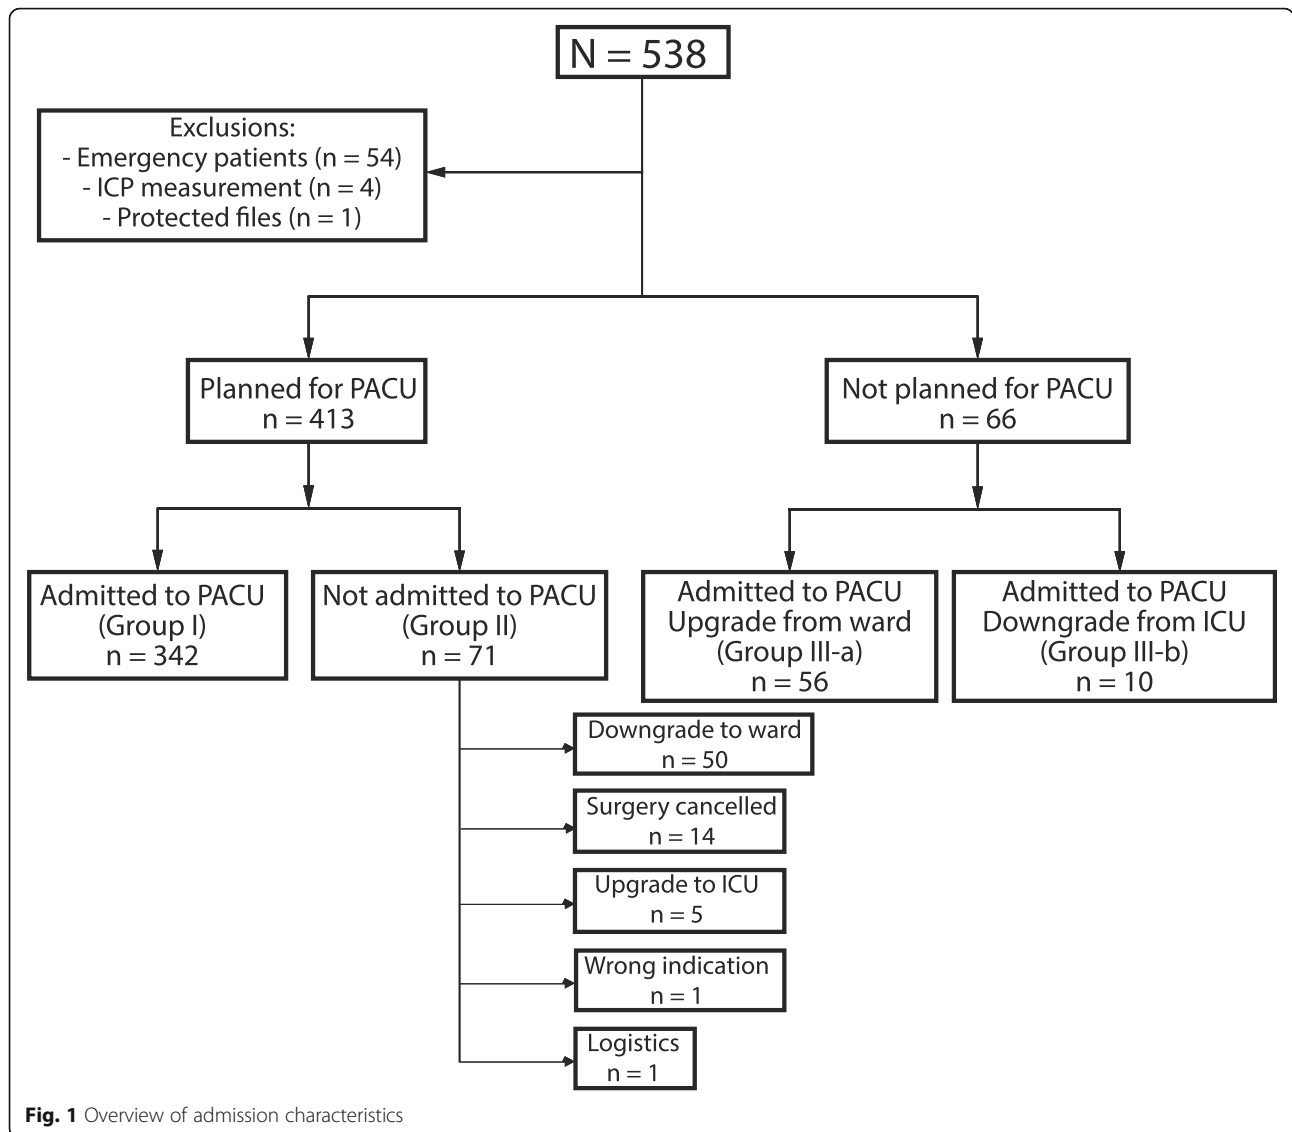 N = 538
Exclusions:
- Emergency patients (n = 54)
- ICP measurement (n = 4)
- Protected files (n = 1)
Planned for PACU
n = 413
Not planned for PACU
n = 66
Admitted to PACU
(Group I)
n = 342
Not admitted to PACU
(Group II)
n = 71
Admitted to PACU
Upgrade from ward
(Group III-a)
n = 56
Admitted to PACU
Downgrade from ICU
(Group III-b)
n = 10
Downgrade to ward
n = 50
Surgery cancelled
n = 14
Upgrade to ICU
n = 5
Wrong indication
n = 1
Logistics
n = 1
Fig. 1 Overview of admission characteristics